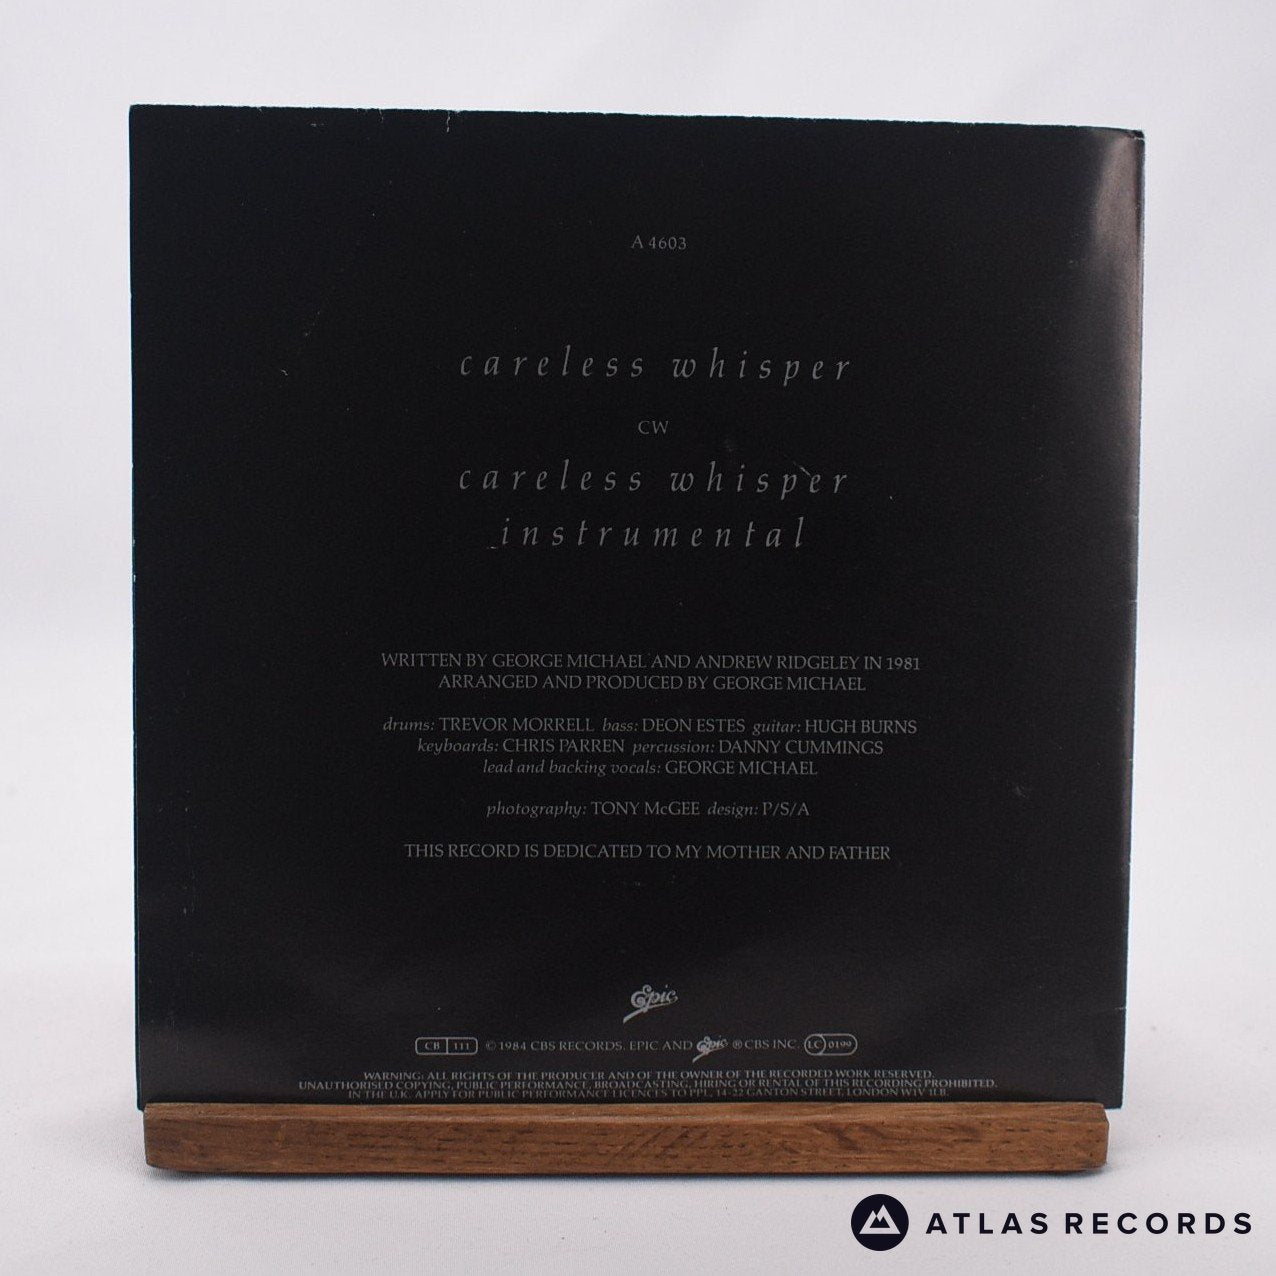 A 4603
careless whisper
CW
careless whisper
instrumental
WRITTEN BY GEORGE MICHAEL AND ANDREW RIDGELEY IN 1981
ARRANGED AND PRODUCED BY GEORGE MICHAEL
drums: TREVOR MORRELL bass: DEON ESTES guitar: HUGH BURNS
keyboards: CHRIS PARREN percussion: DANNY CUMMINGS
lead and backing vocals: GEORGE MICHAEL
photography: TONY McGEE design: P/S/A
THIS RECORD IS DEDICATED TO MY MOTHER AND FATHER
Epic
CB 111 © 1984 CBS RECORDS. EPIC AND Epic ® CBS INC. LC 0199
WARNING: ALL RIGHTS OF THE PRODUCER AND OF THE OWNER OF THE RECORDED WORK RESERVED.
UNAUTHORISED COPYING, PUBLIC PERFORMANCE, BROADCASTING, HIRING OR RENTAL OF THIS RECORDING PROHIBITED.
IN THE U.K. APPLY FOR PUBLIC PERFORMANCE LICENCES TO PPL, 14-22 GANTON STREET, LONDON W1V 1LB.
ATLAS RECORDS